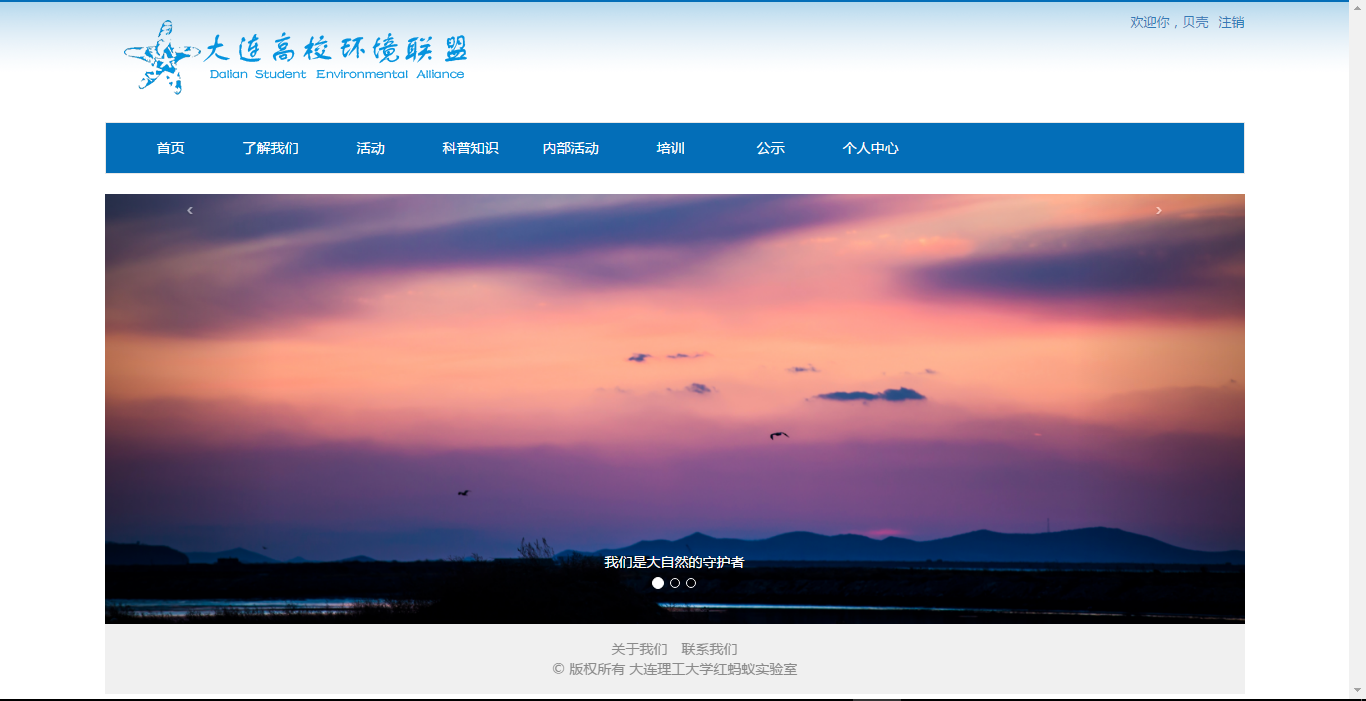 欢迎你，贝壳 注销
大连高校环境联盟
Dalian Student Environmental Alliance
首页 了解我们 活动 科普知识 内部活动 培训 公示 个人中心
‹ ›
我们是大自然的守护者
关于我们 联系我们
© 版权所有 大连理工大学红蚂蚁实验室